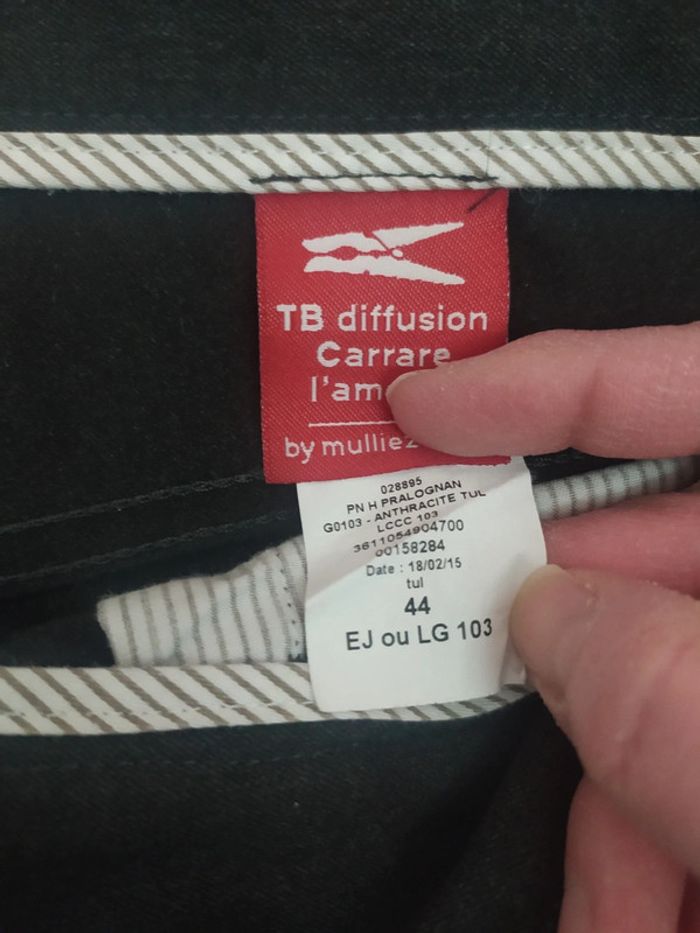 TB diffusion
Carrare
l'am
by mullie
028895
PN H PRALOGNAN
G0103 - ANTHRACITE TUL
LCCC 103
3611054904700
00158284
Date : 18/02/15
tul
44
EJ ou LG 103